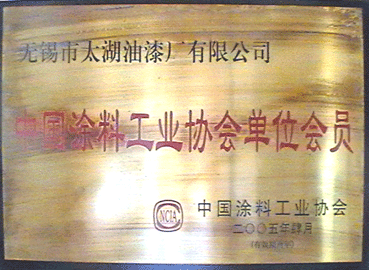 无锡市太湖油漆厂有限公司
中国涂料工业协会单位会员
NCIA
中国涂料工业协会
二〇〇五年肆月